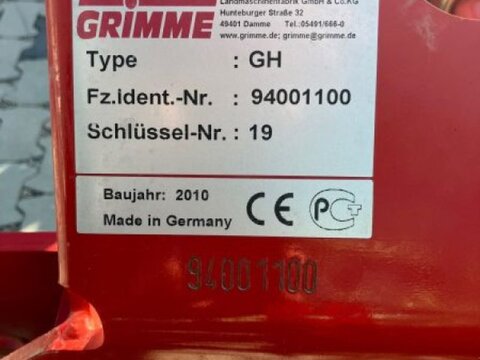 GRIMME
Landmaschinenfabrik GmbH & Co.KG
Hunteburger Straße 32
49401 Damme Tel.:05491/666-0
www.grimme.de; grimme@grimme.de
Type : GH
Fz.ident.-Nr. : 94001100
Schlüssel-Nr. : 19
Baujahr: 2010
Made in Germany
CE
РСТ
94001100